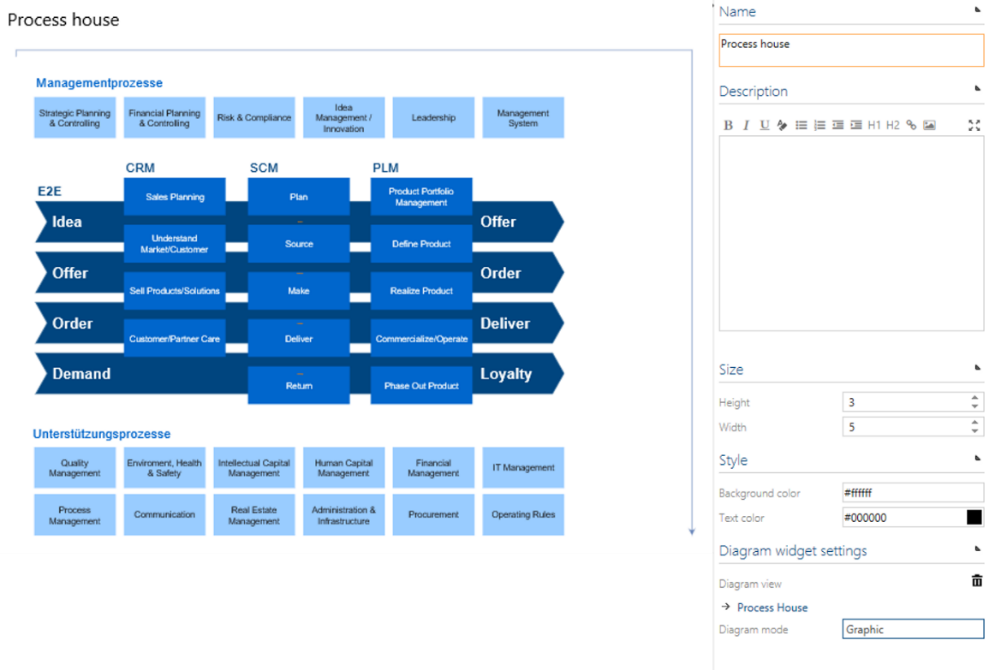 Process house
Managementprozesse
Strategic Planning
& Controlling
Financial Planning
& Controlling
Risk & Compliance
Idea
Management /
Innovation
Leadership
Management
System
CRM
SCM
PLM
E2E
Sales Planning
Plan
Product Portfolio
Management
Idea
Offer
Understand
Market/Customer
Source
Define Product
Offer
Order
Sell Products/Solutions
Make
Realize Product
Order
Deliver
Customer/Partner Care
Deliver
Commercialize/Operate
Demand
Loyalty
Return
Phase Out Product
Unterstützungsprozesse
Quality
Management
Enviroment, Health
& Safety
Intellectual Capital
Management
Human Capital
Management
Financial
Management
IT Management
Process
Management
Communication
Real Estate
Management
Administration &
Infrastructure
Procurement
Operating Rules
Name
Process house
Description
B I U H1 H2
Size
Height 3
Width 5
Style
Background color #ffffff
Text color #000000
Diagram widget settings
Diagram view
Process House
Diagram mode Graphic